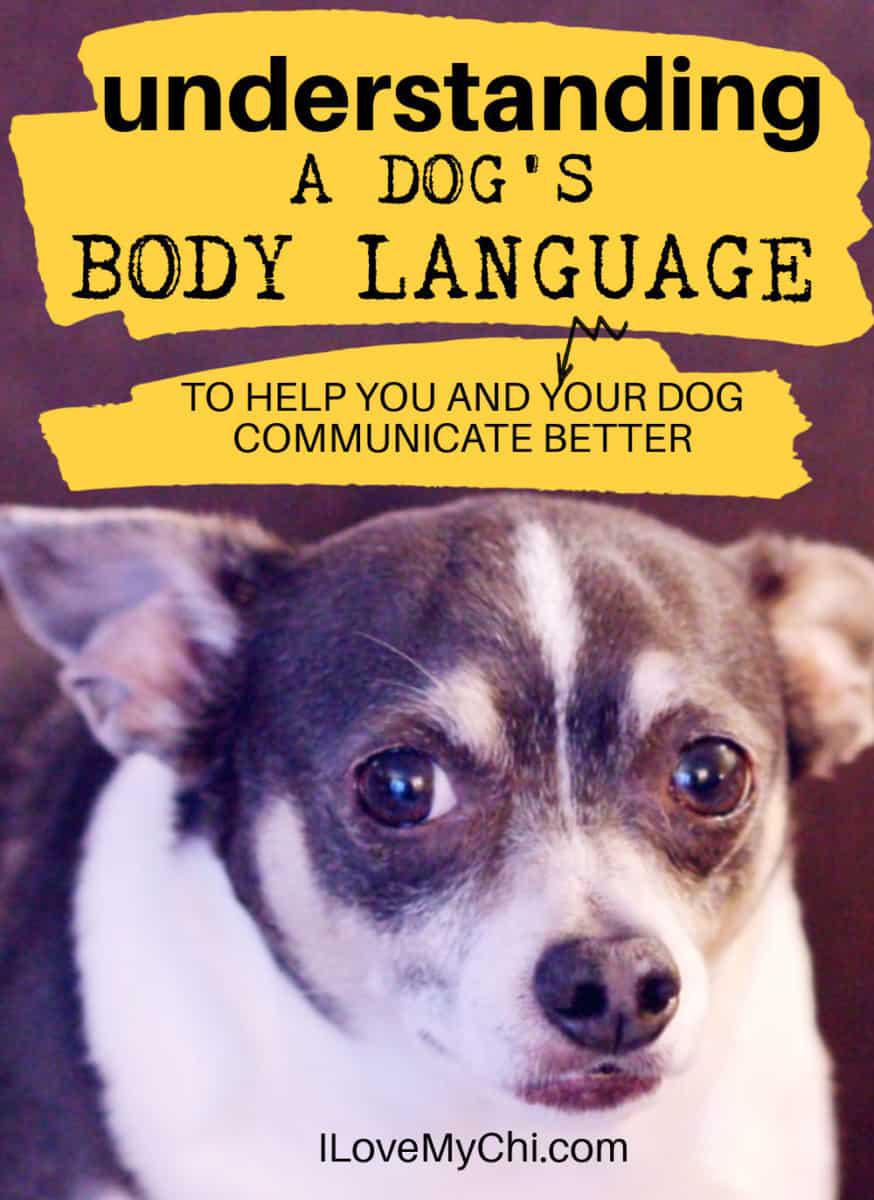 understanding
A DOG'S
BODY LANGUAGE
TO HELP YOU AND YOUR DOG
COMMUNICATE BETTER
ILoveMyChi.com